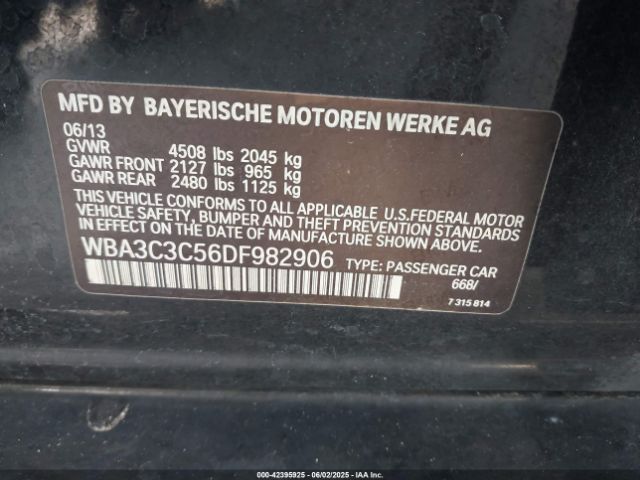 MFD BY BAYERISCHE MOTOREN WERKE AG
06/13
GVWR 4508 lbs 2045 kg
GAWR FRONT 2127 lbs 965 kg
GAWR REAR 2480 lbs 1125 kg
THIS VEHICLE CONFORMS TO ALL APPLICABLE U.S.FEDERAL MOTOR
VEHICLE SAFETY, BUMPER AND THEFT PREVENTION STANDARDS
IN EFFECT ON THE DATE OF MANUFACTURE SHOWN ABOVE.
WBA3C3C56DF982906 TYPE: PASSENGER CAR
668/
7 315 814
000-42395925 - 06/02/2025 - IAA Inc.